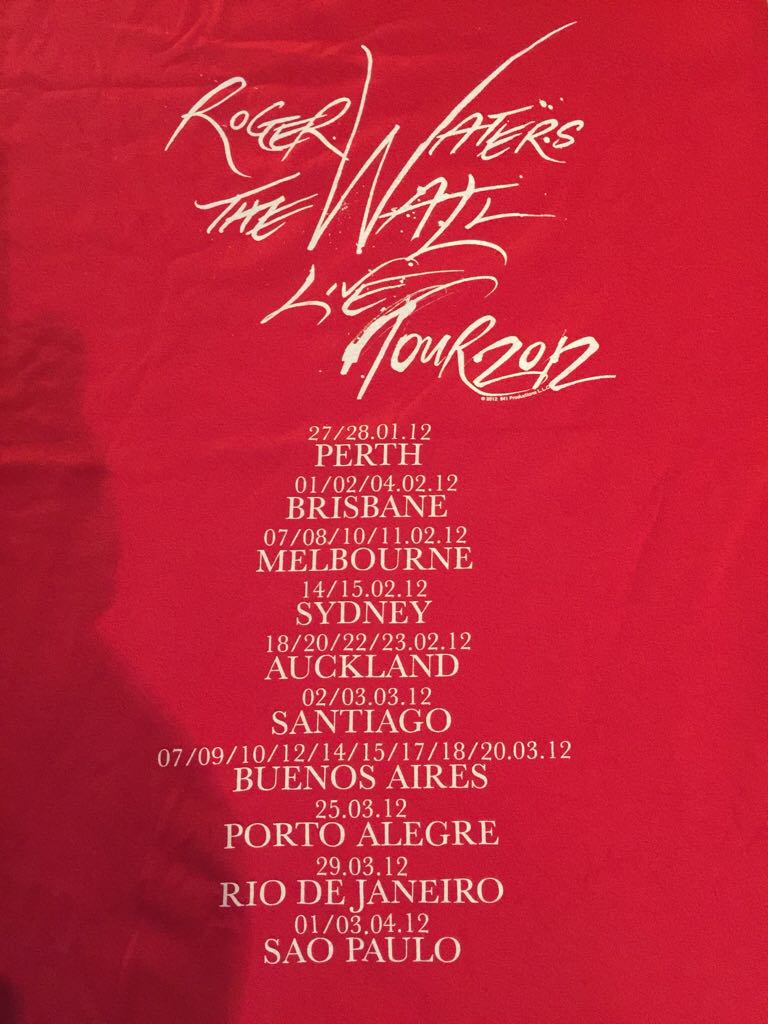 ROGER WATERS
THE WALL
LIVE
TOUR 2012
© 2012 841 Productions L.L.C.
27/28.01.12
PERTH
01/02/04.02.12
BRISBANE
07/08/10/11.02.12
MELBOURNE
14/15.02.12
SYDNEY
18/20/22/23.02.12
AUCKLAND
02/03.03.12
SANTIAGO
07/09/10/12/14/15/17/18/20.03.12
BUENOS AIRES
25.03.12
PORTO ALEGRE
29.03.12
RIO DE JANEIRO
01/03.04.12
SAO PAULO